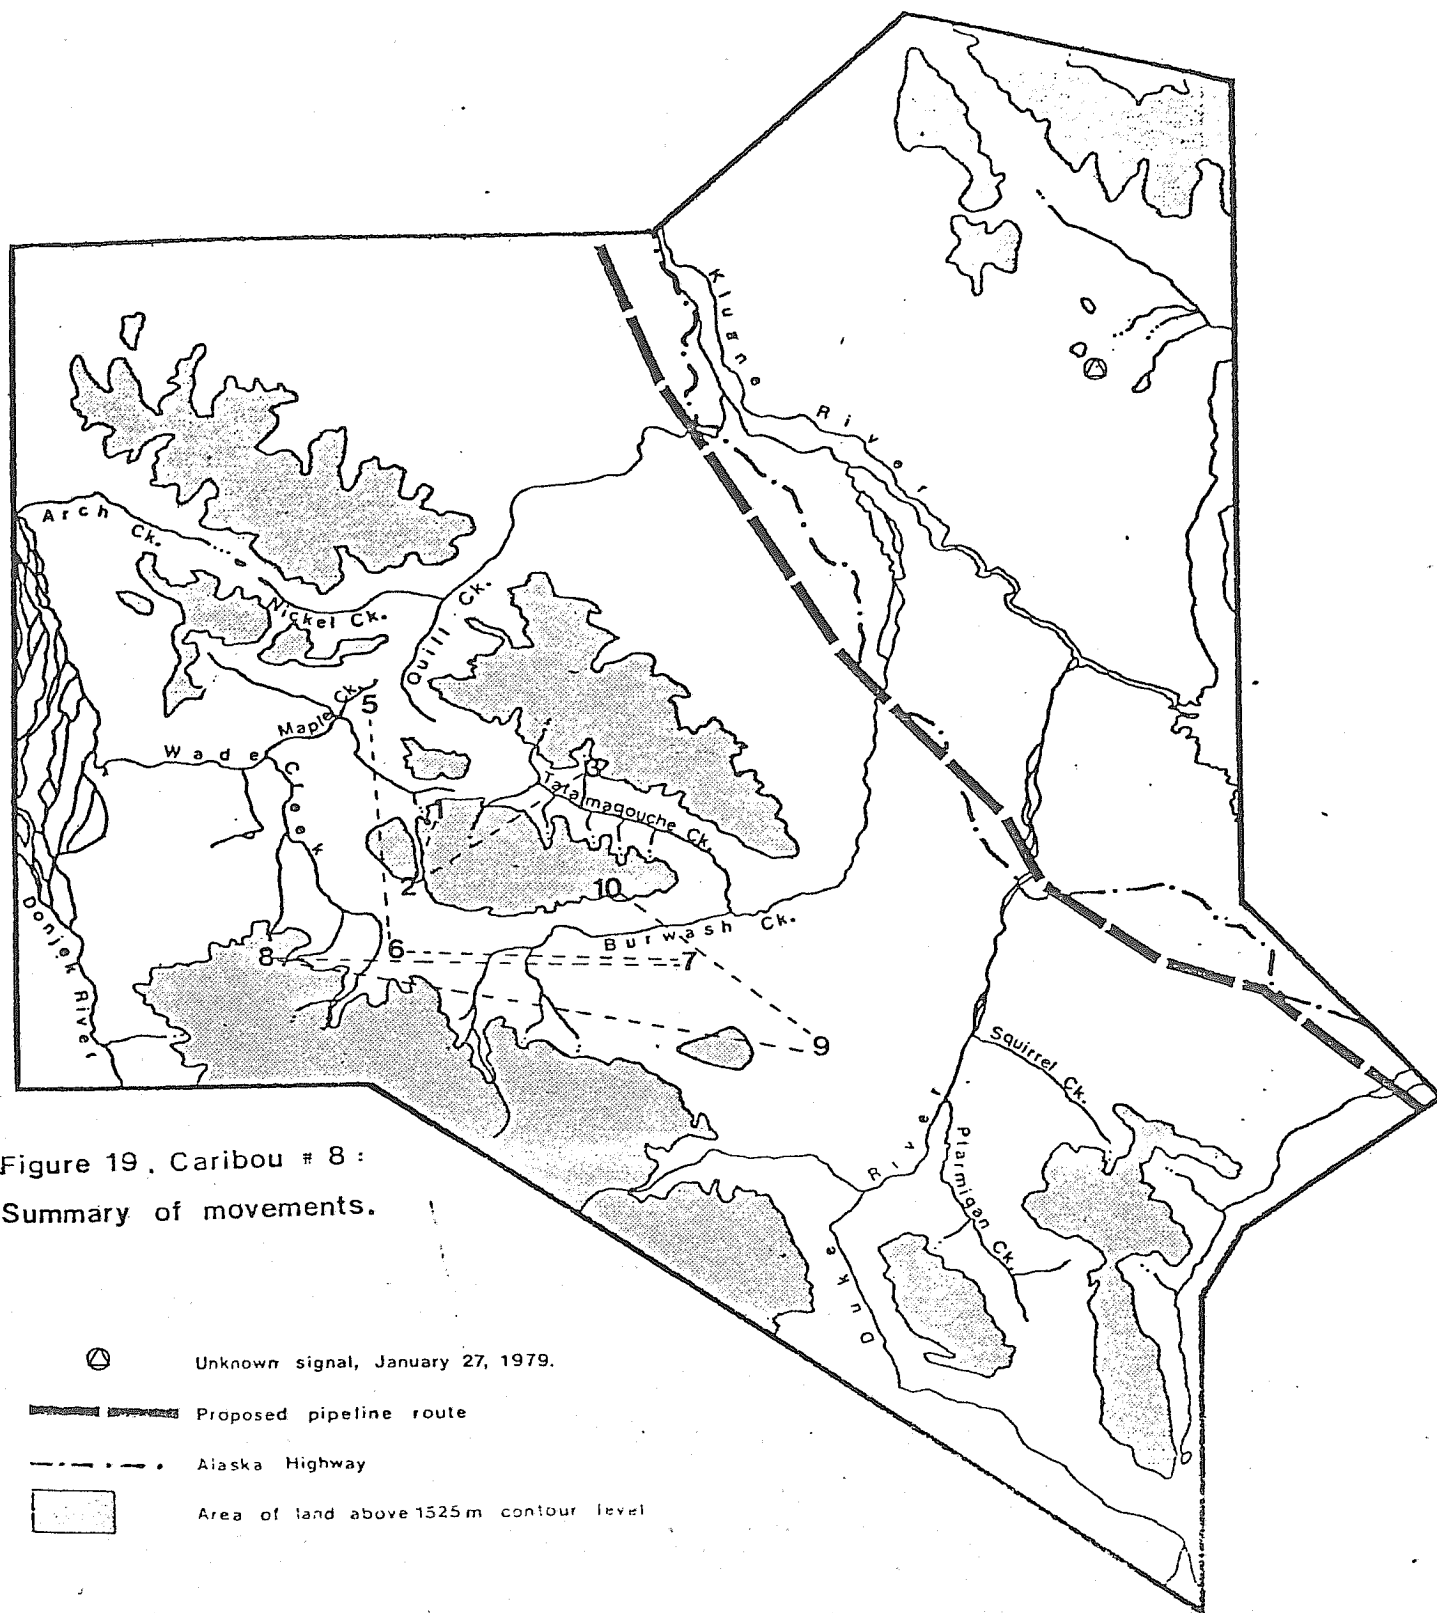 Kluane
River
Arch
Ck.
Nickel Ck.
Quill Ck.
Maple Ck.
5
Wade
Creek
3
Tatamagouche Ck.
1
2
10
Burwash Ck.
Donjek River
8
6
7
9
Squirrel Ck.
River
Ptarmigan Ck.
Duke
Figure 19. Caribou # 8 :
Summary of movements.
Unknown signal, January 27, 1979.
Proposed pipeline route
Alaska Highway
Area of land above 1525m contour level